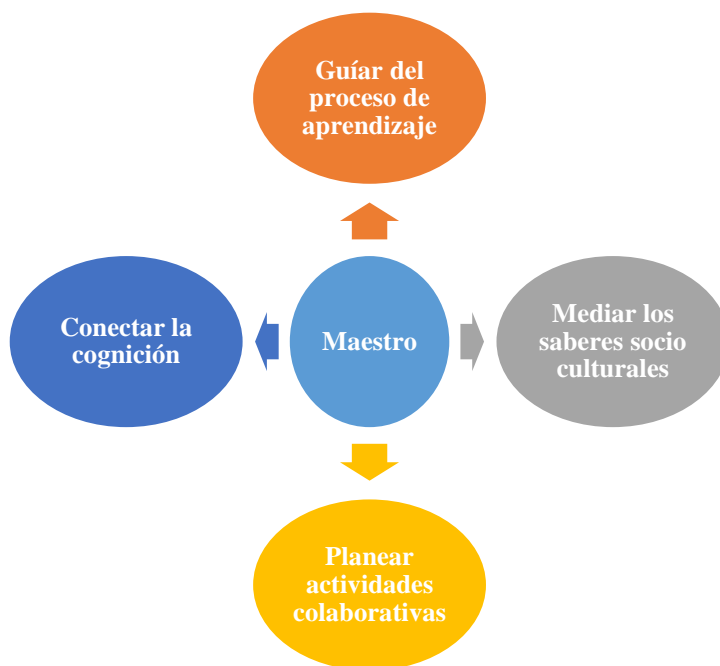 Guíar del
proceso de
aprendizaje
Conectar la
cognición
Maestro
Mediar los
saberes socio
culturales
Planear
actividades
colaborativas